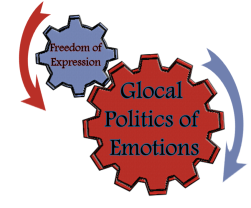 Freedom of
Expression
Glocal
Politics of
Emotions